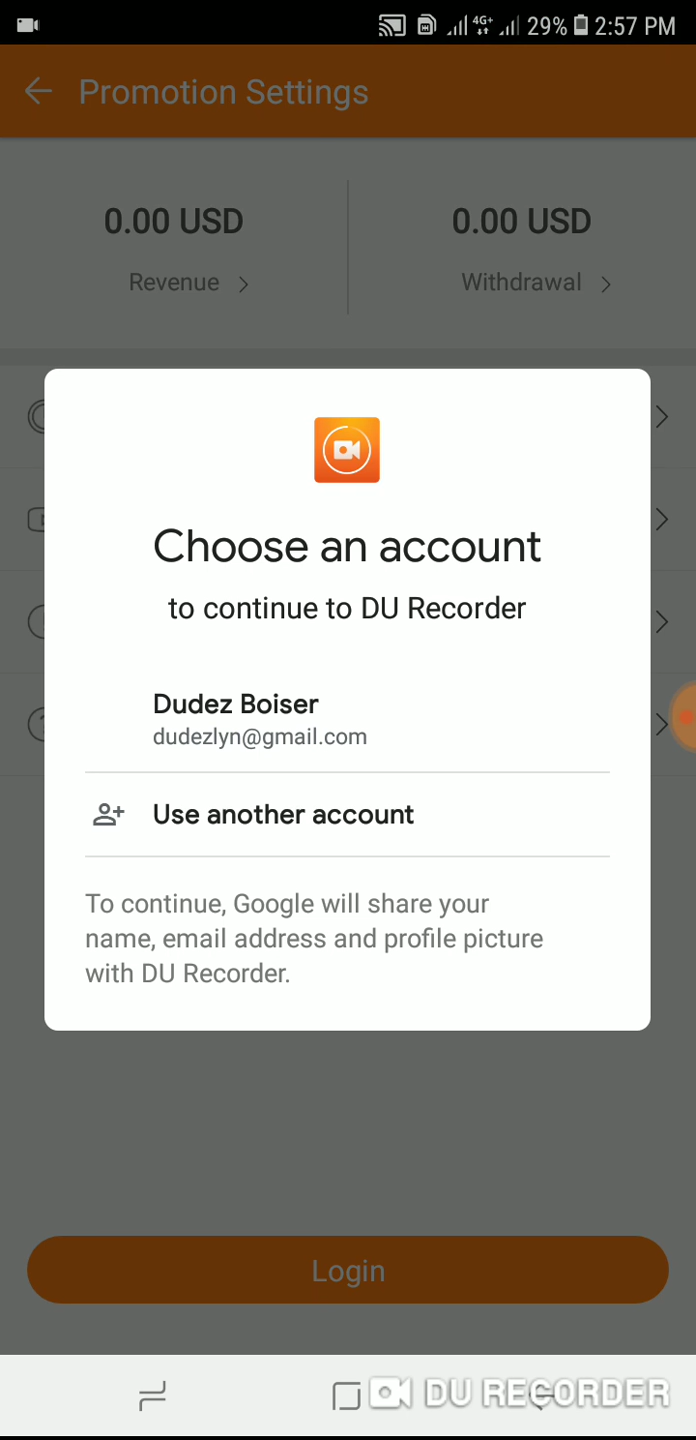 4G+ 29% 2:57 PM
Promotion Settings
0.00 USD
0.00 USD
Revenue
Withdrawal
Choose an account
to continue to DU Recorder
Dudez Boiser
dudezlyn@gmail.com
Use another account
To continue, Google will share your
name, email address and profile picture
with DU Recorder.
Login
DU RECORDER